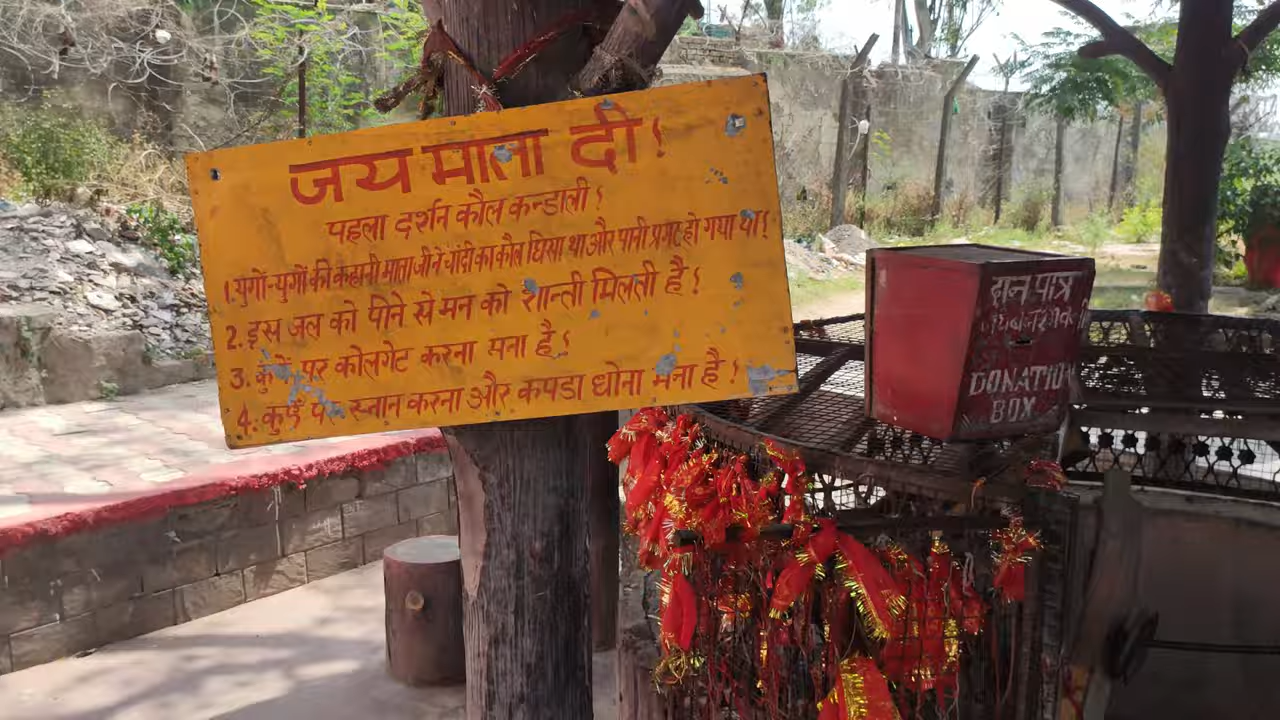 जय माता दी!
पहला दर्शन कौल कन्डाली!
1. युगों-युगों की कहानी माता जी ने चांदी का कौल घिसा था और पानी प्रगट हो गया था!
2. इस जल को पीने से मन को शान्ती मिलती है!
3. कुएँ पर कोलगेट करना मना है!
4. कुएँ पर स्नान करना और कपडा धोना मना है!
दान पात्र
DONATION
BOX